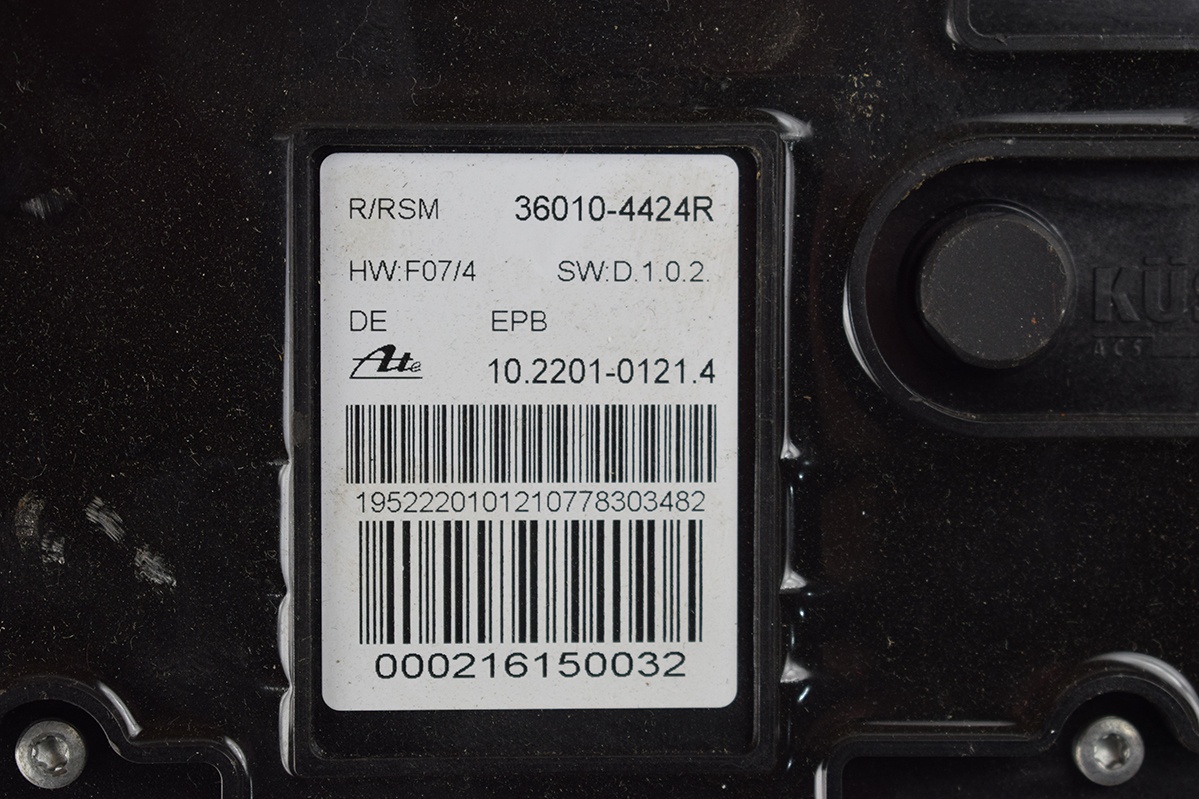 R/RSM 36010-4424R
HW:F07/4 SW:D.1.0.2.
DE EPB
Ate 10.2201-0121.4
1952220101210778303482
000216150032